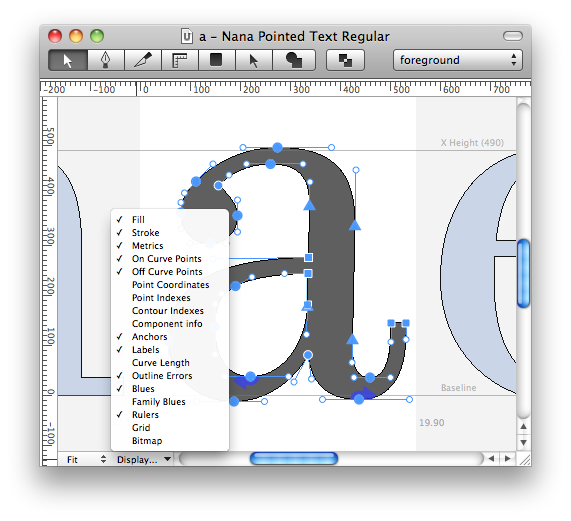 a – Nana Pointed Text Regular
foreground
-200 -100 0 100 200 300 400 500 600 700
500
400
300
200
100
0
-100
X Height (490)
Baseline
19.90
a
✓ Fill
✓ Stroke
✓ Metrics
✓ On Curve Points
✓ Off Curve Points
Point Coordinates
Point Indexes
Contour Indexes
Component info
✓ Anchors
✓ Labels
Curve Length
✓ Outline Errors
✓ Blues
Family Blues
✓ Rulers
Grid
Bitmap
Fit
Display...